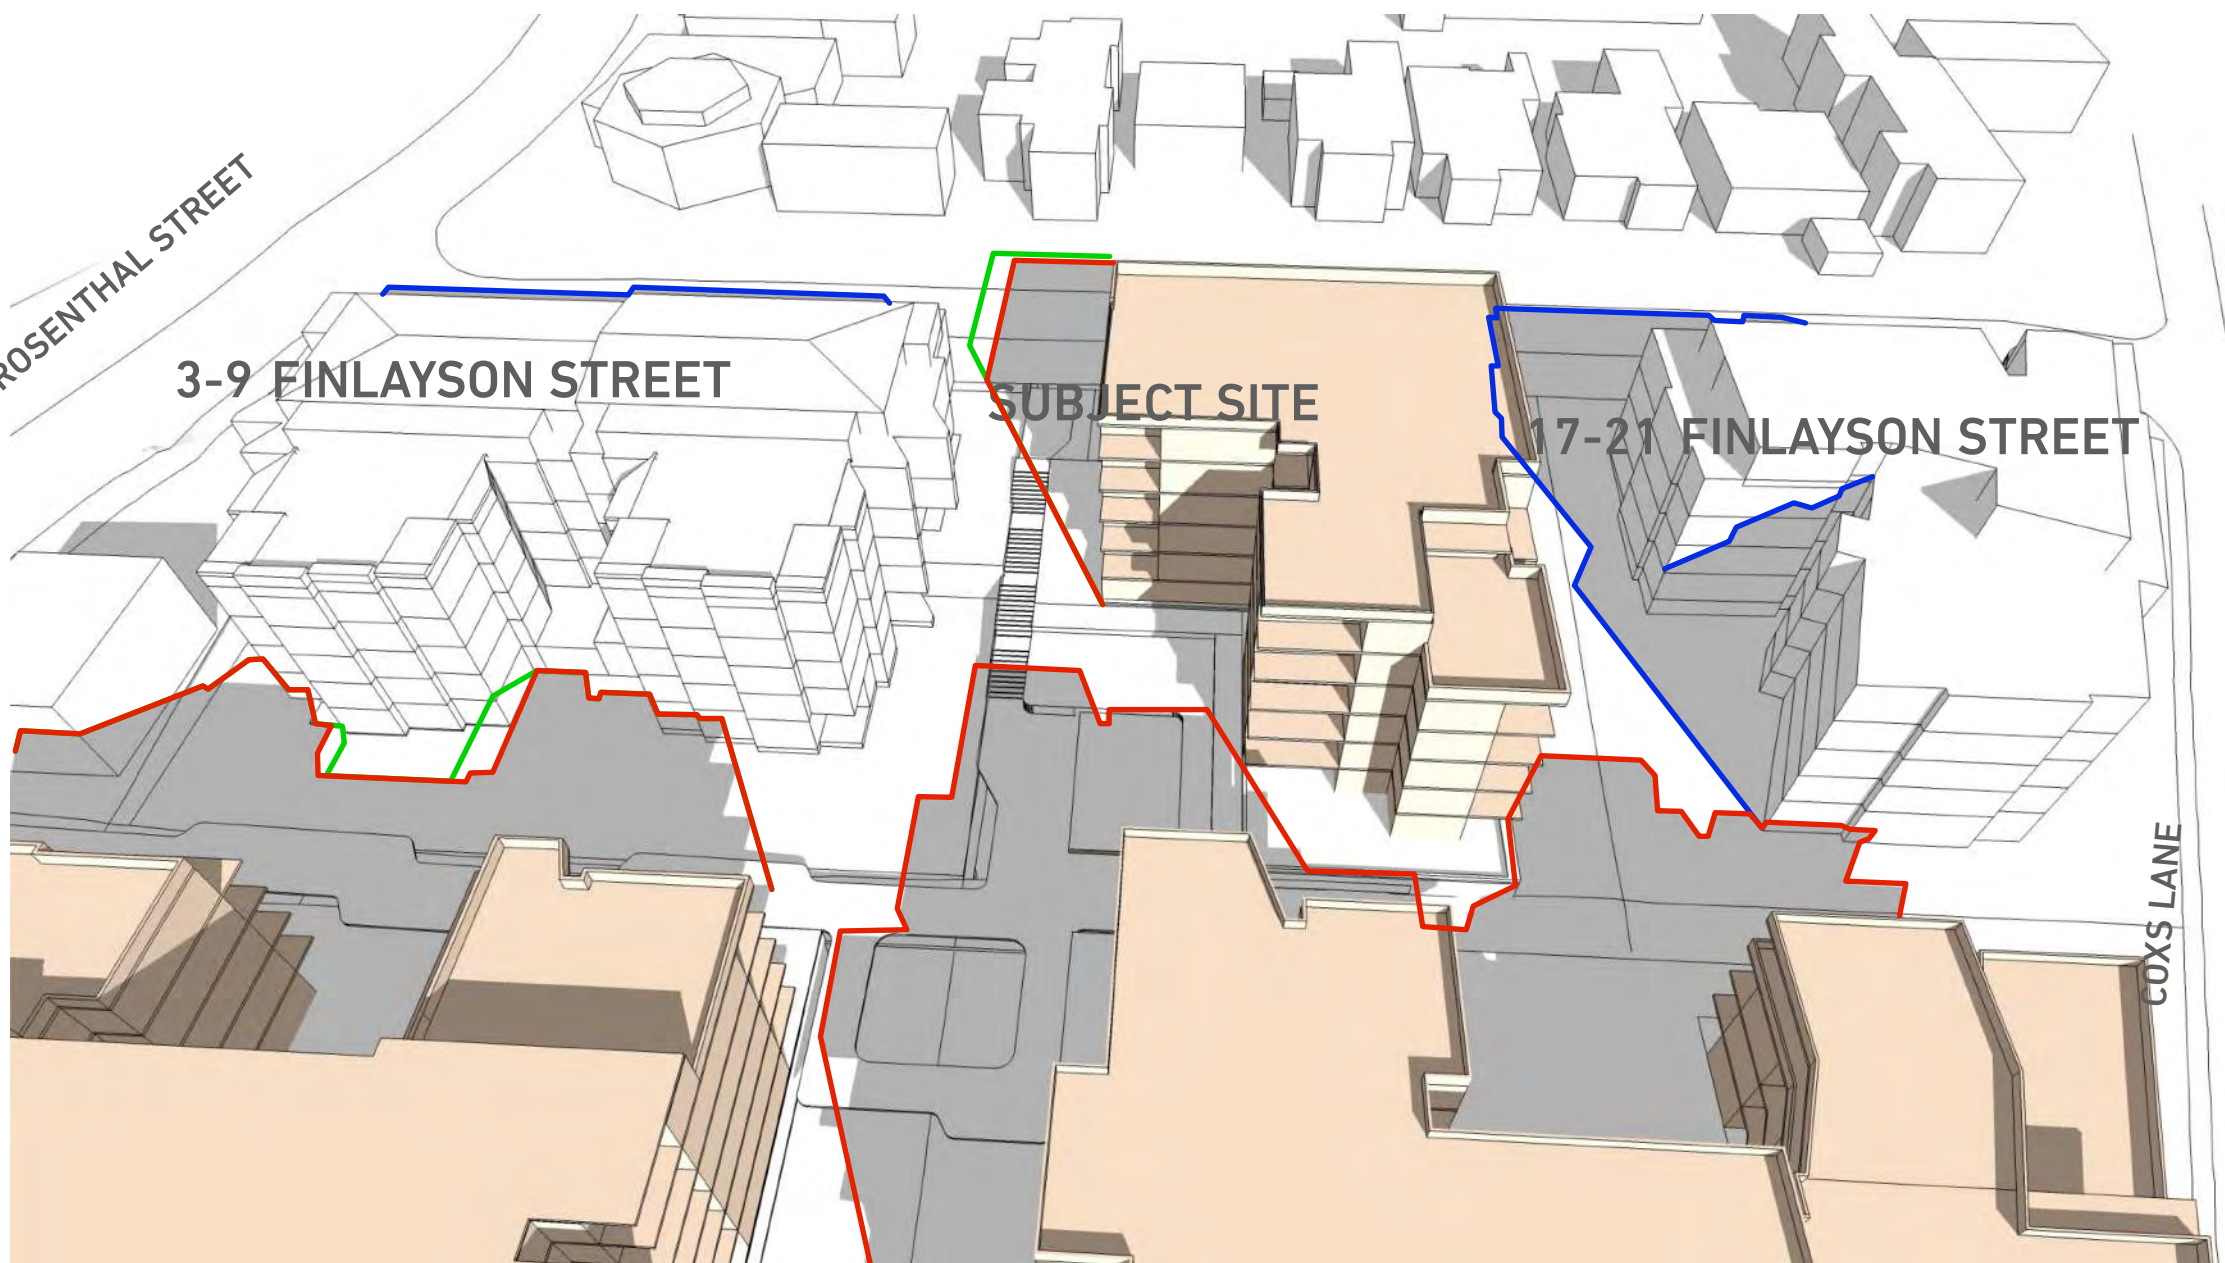 ROSENTHAL STREET
3-9 FINLAYSON STREET
SUBJECT SITE
17-21 FINLAYSON STREET
COXS LANE